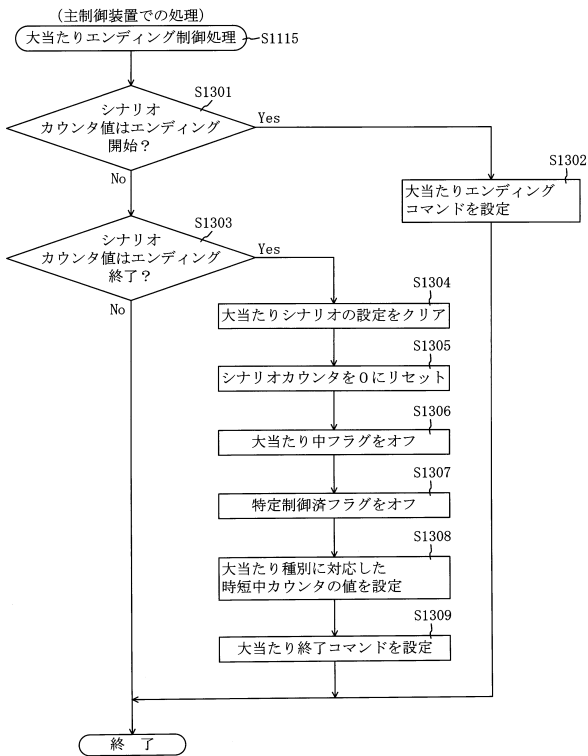 (主制御装置での処理)
大当たりエンディング制御処理
S1115
S1301
シナリオ
カウンタ値はエンディング
開始?
Yes
No
S1302
大当たりエンディング
コマンドを設定
S1303
シナリオ
カウンタ値はエンディング
終了?
Yes
No
S1304
大当たりシナリオの設定をクリア
S1305
シナリオカウンタを0にリセット
S1306
大当たり中フラグをオフ
S1307
特定制御済フラグをオフ
S1308
大当たり種別に対応した
時短中カウンタの値を設定
S1309
大当たり終了コマンドを設定
終 了